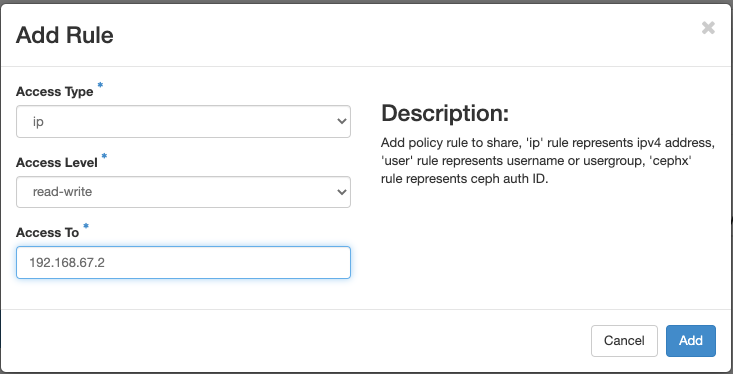 Add Rule
×
Access Type *
ip
Access Level *
read-write
Access To *
192.168.67.2
Description:
Add policy rule to share, 'ip' rule represents ipv4 address,
'user' rule represents username or usergroup, 'cephx'
rule represents ceph auth ID.
Cancel
Add